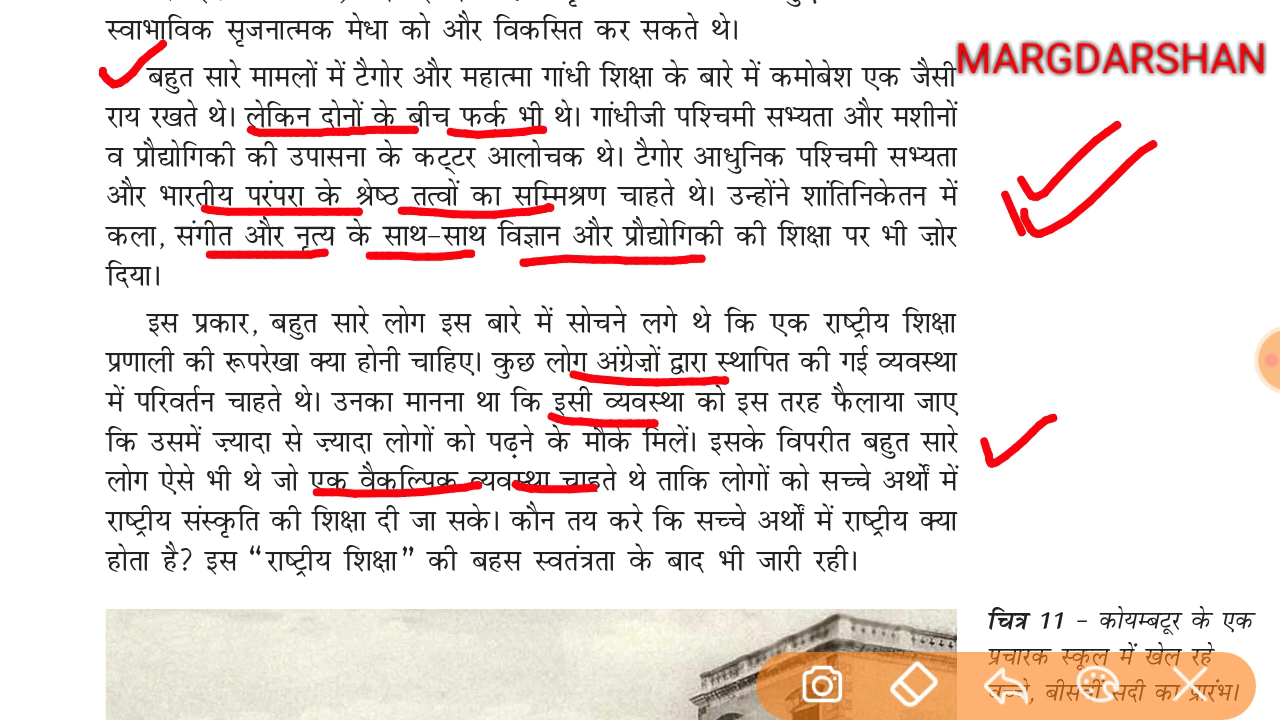 स्वाभाविक सृजनात्मक मेधा को और विकसित कर सकते थे।
MARGDARSHAN
बहुत सारे मामलों में टैगोर और महात्मा गांधी शिक्षा के बारे में कमोबेश एक जैसी
राय रखते थे। लेकिन दोनों के बीच फर्क भी थे। गांधीजी पश्चिमी सभ्यता और मशीनों
व प्रौद्योगिकी की उपासना के कट्टर आलोचक थे। टैगोर आधुनिक पश्चिमी सभ्यता
और भारतीय परंपरा के श्रेष्ठ तत्वों का सम्मिश्रण चाहते थे। उन्होंने शांतिनिकेतन में
कला, संगीत और नृत्य के साथ-साथ विज्ञान और प्रौद्योगिकी की शिक्षा पर भी ज़ोर
दिया।
इस प्रकार, बहुत सारे लोग इस बारे में सोचने लगे थे कि एक राष्ट्रीय शिक्षा
प्रणाली की रूपरेखा क्या होनी चाहिए। कुछ लोग अंग्रेज़ों द्वारा स्थापित की गई व्यवस्था
में परिवर्तन चाहते थे। उनका मानना था कि इसी व्यवस्था को इस तरह फैलाया जाए
कि उसमें ज़्यादा से ज़्यादा लोगों को पढ़ने के मौके मिलें। इसके विपरीत बहुत सारे
लोग ऐसे भी थे जो एक वैकल्पिक व्यवस्था चाहते थे ताकि लोगों को सच्चे अर्थों में
राष्ट्रीय संस्कृति की शिक्षा दी जा सके। कौन तय करे कि सच्चे अर्थों में राष्ट्रीय क्या
होता है? इस “राष्ट्रीय शिक्षा” की बहस स्वतंत्रता के बाद भी जारी रही।
चित्र 11 – कोयम्बटूर के एक
प्रचारक स्कूल में खेल रहे
बच्चे, बीसवीं सदी का प्रारंभ।